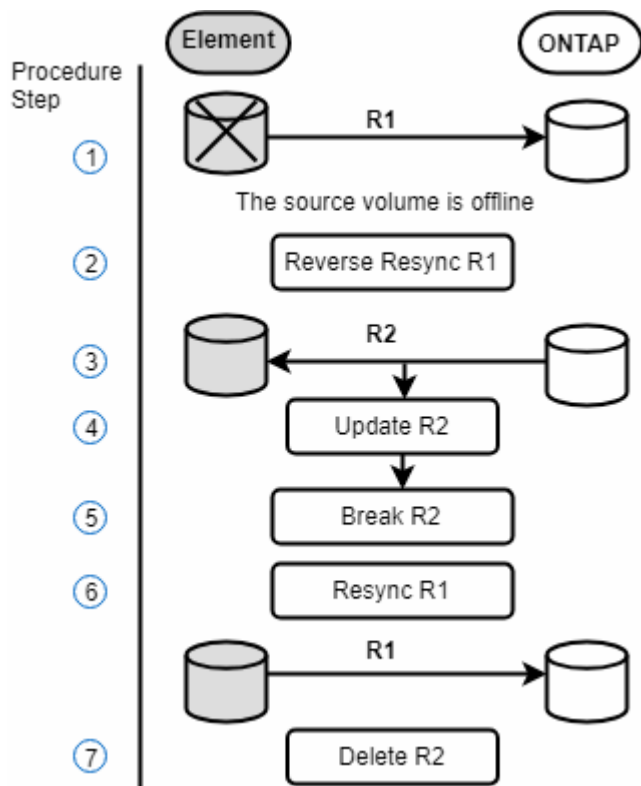 Element
ONTAP
Procedure
Step
R1
1
The source volume is offline
2
Reverse Resync R1
R2
3
4
Update R2
5
Break R2
6
Resync R1
R1
7
Delete R2